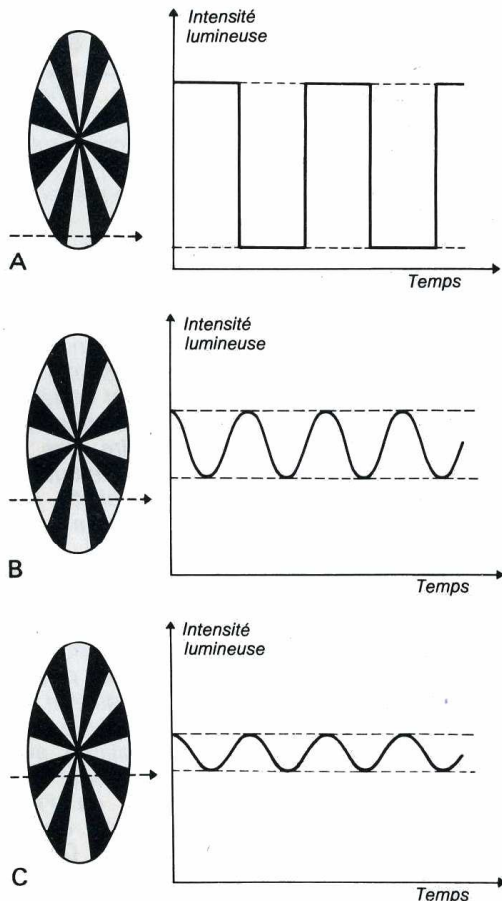 Intensité
lumineuse
A
Temps
Intensité
lumineuse
B
Temps
Intensité
lumineuse
C
Temps